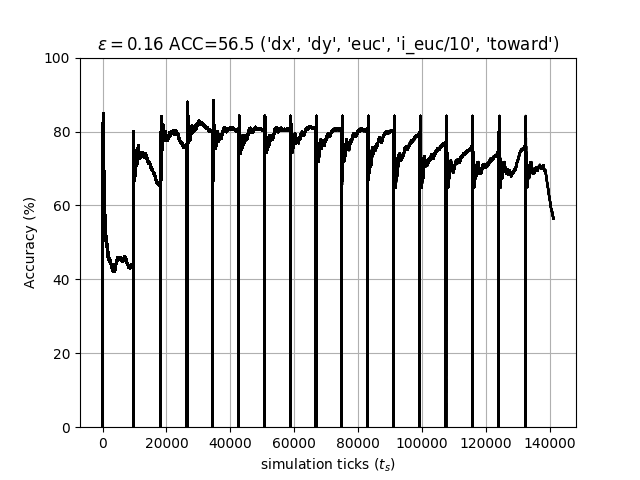 ε = 0.16 ACC=56.5 ('dx', 'dy', 'euc', 'i_euc/10', 'toward')
100
80
60
40
20
0
Accuracy (%)
0 20000 40000 60000 80000 100000 120000 140000
simulation ticks (tₛ)